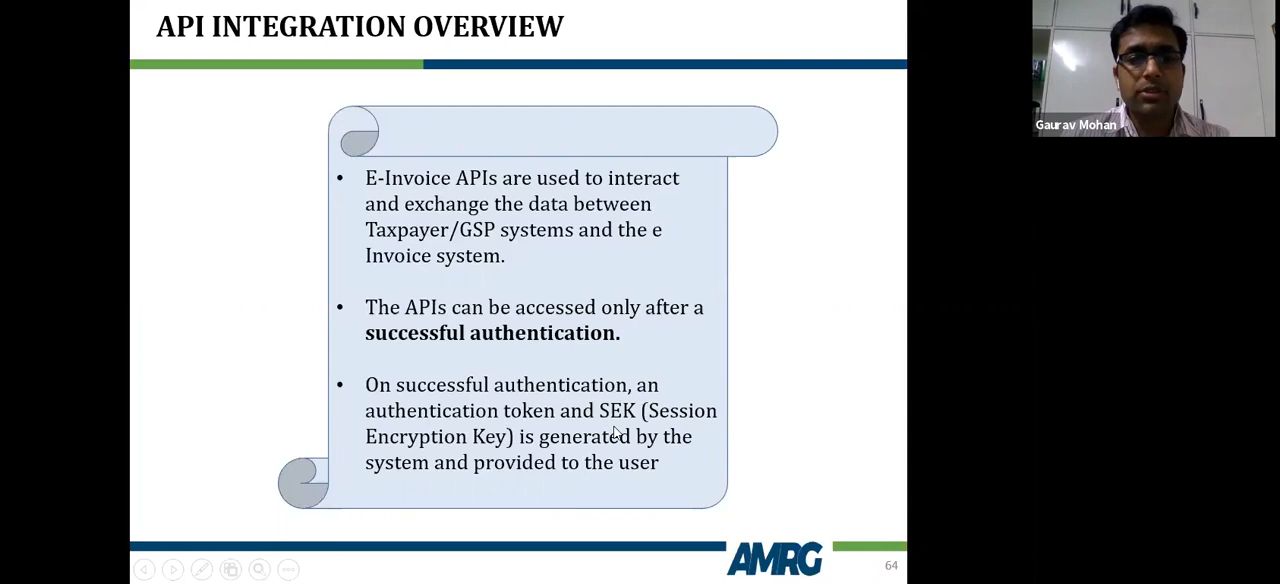 API INTEGRATION OVERVIEW
Gaurav Mohan
• E-Invoice APIs are used to interact
and exchange the data between
Taxpayer/GSP systems and the e
Invoice system.
• The APIs can be accessed only after a
successful authentication.
• On successful authentication, an
authentication token and SEK (Session
Encryption Key) is generated by the
system and provided to the user
AMRG
64